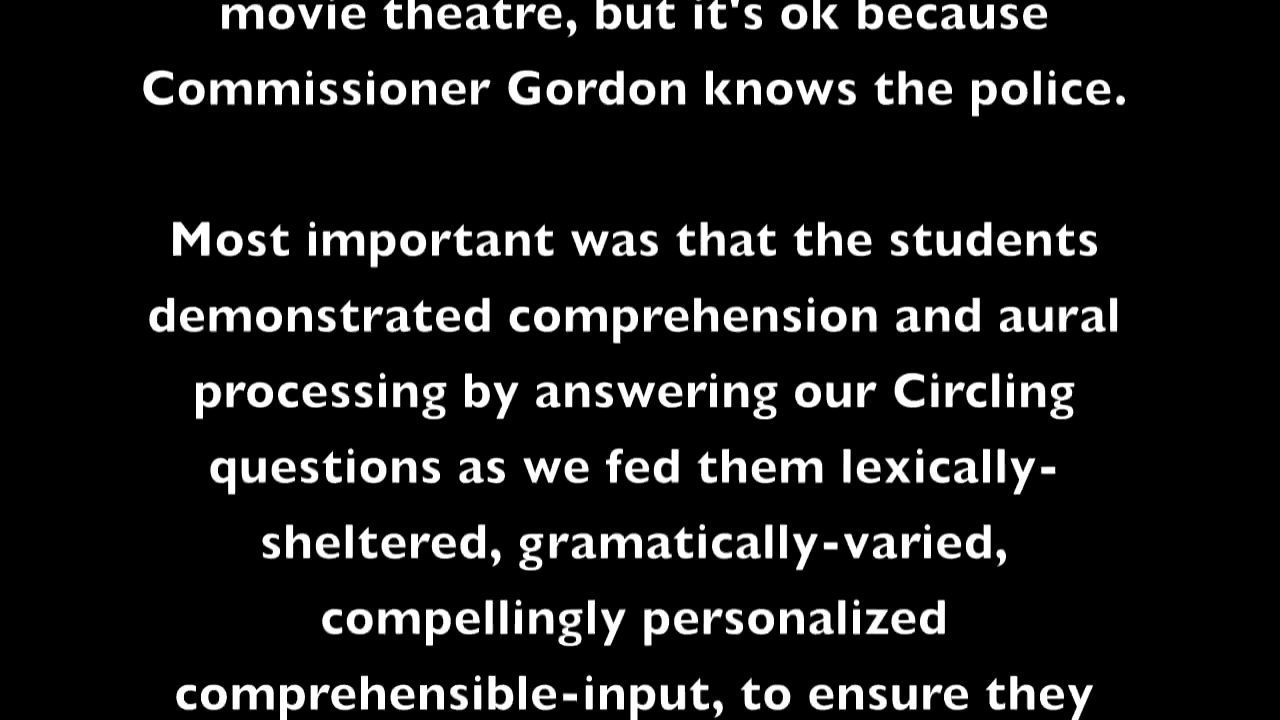 movie theatre, but it's ok because
Commissioner Gordon knows the police.
Most important was that the students
demonstrated comprehension and aural
processing by answering our Circling
questions as we fed them lexically-
sheltered, gramatically-varied,
compellingly personalized
comprehensible-input, to ensure they